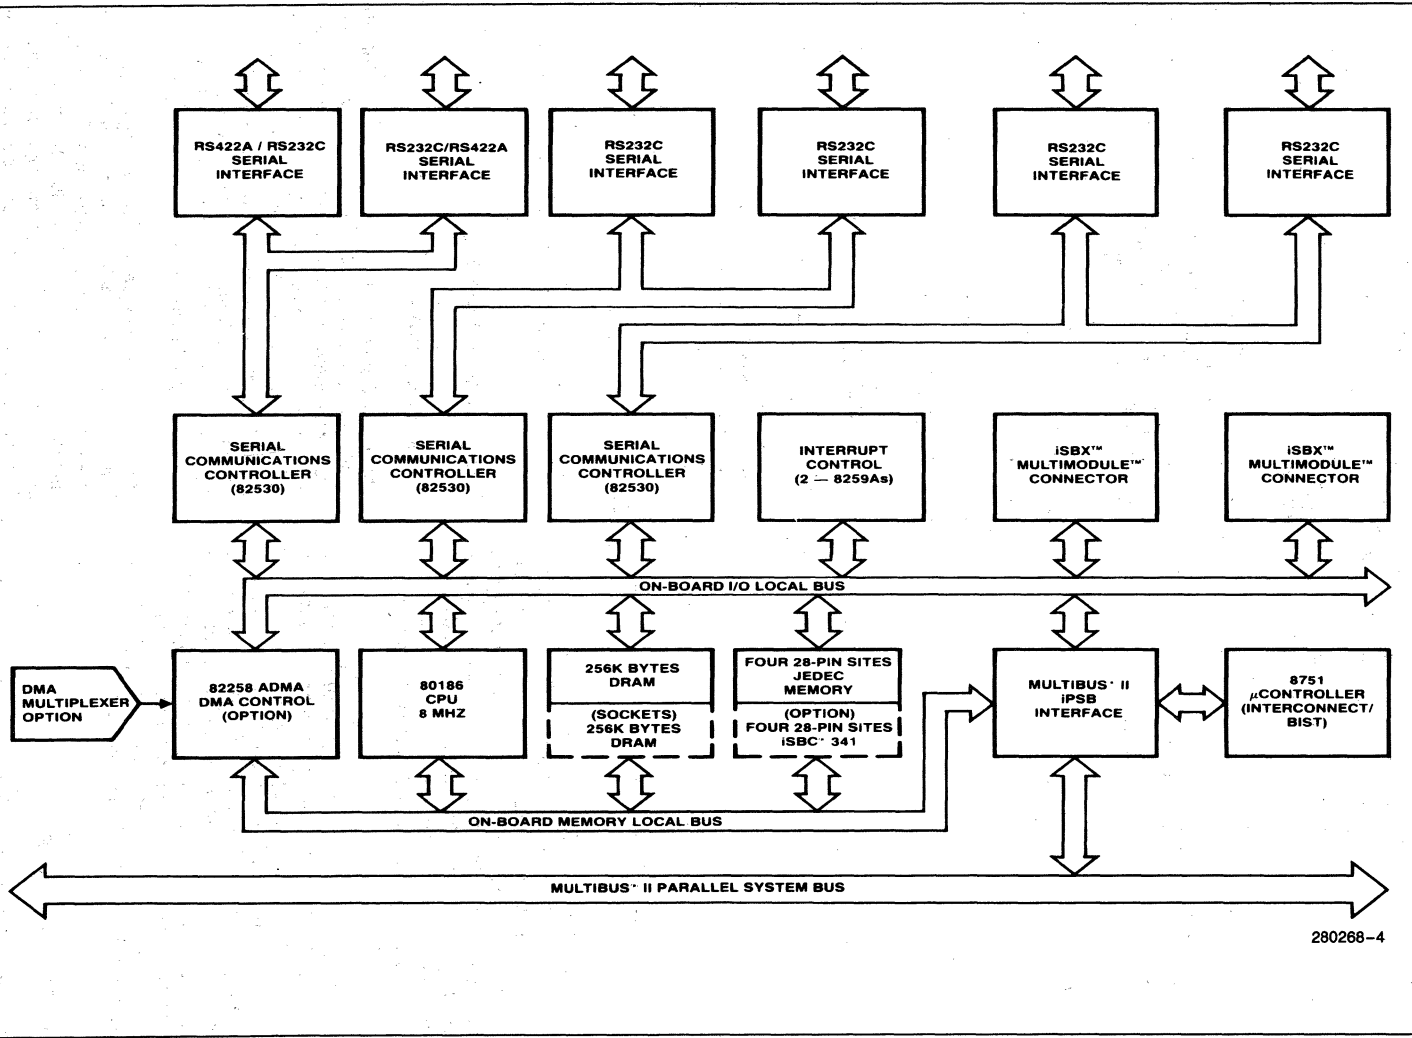 RS422A / RS232C
SERIAL
INTERFACE
RS232C/RS422A
SERIAL
INTERFACE
RS232C
SERIAL
INTERFACE
RS232C
SERIAL
INTERFACE
RS232C
SERIAL
INTERFACE
RS232C
SERIAL
INTERFACE
SERIAL
COMMUNICATIONS
CONTROLLER
(82530)
SERIAL
COMMUNICATIONS
CONTROLLER
(82530)
SERIAL
COMMUNICATIONS
CONTROLLER
(82530)
INTERRUPT
CONTROL
(2 — 8259As)
iSBX™
MULTIMODULE™
CONNECTOR
iSBX™
MULTIMODULE™
CONNECTOR
ON-BOARD I/O LOCAL BUS
DMA
MULTIPLEXER
OPTION
82258 ADMA
DMA CONTROL
(OPTION)
80186
CPU
8 MHZ
256K BYTES
DRAM
(SOCKETS)
256K BYTES
DRAM
FOUR 28-PIN SITES
JEDEC
MEMORY
(OPTION)
FOUR 28-PIN SITES
iSBC* 341
MULTIBUS* II
iPSB
INTERFACE
8751
μCONTROLLER
(INTERCONNECT/
BIST)
ON-BOARD MEMORY LOCAL BUS
MULTIBUS* II PARALLEL SYSTEM BUS
280268–4